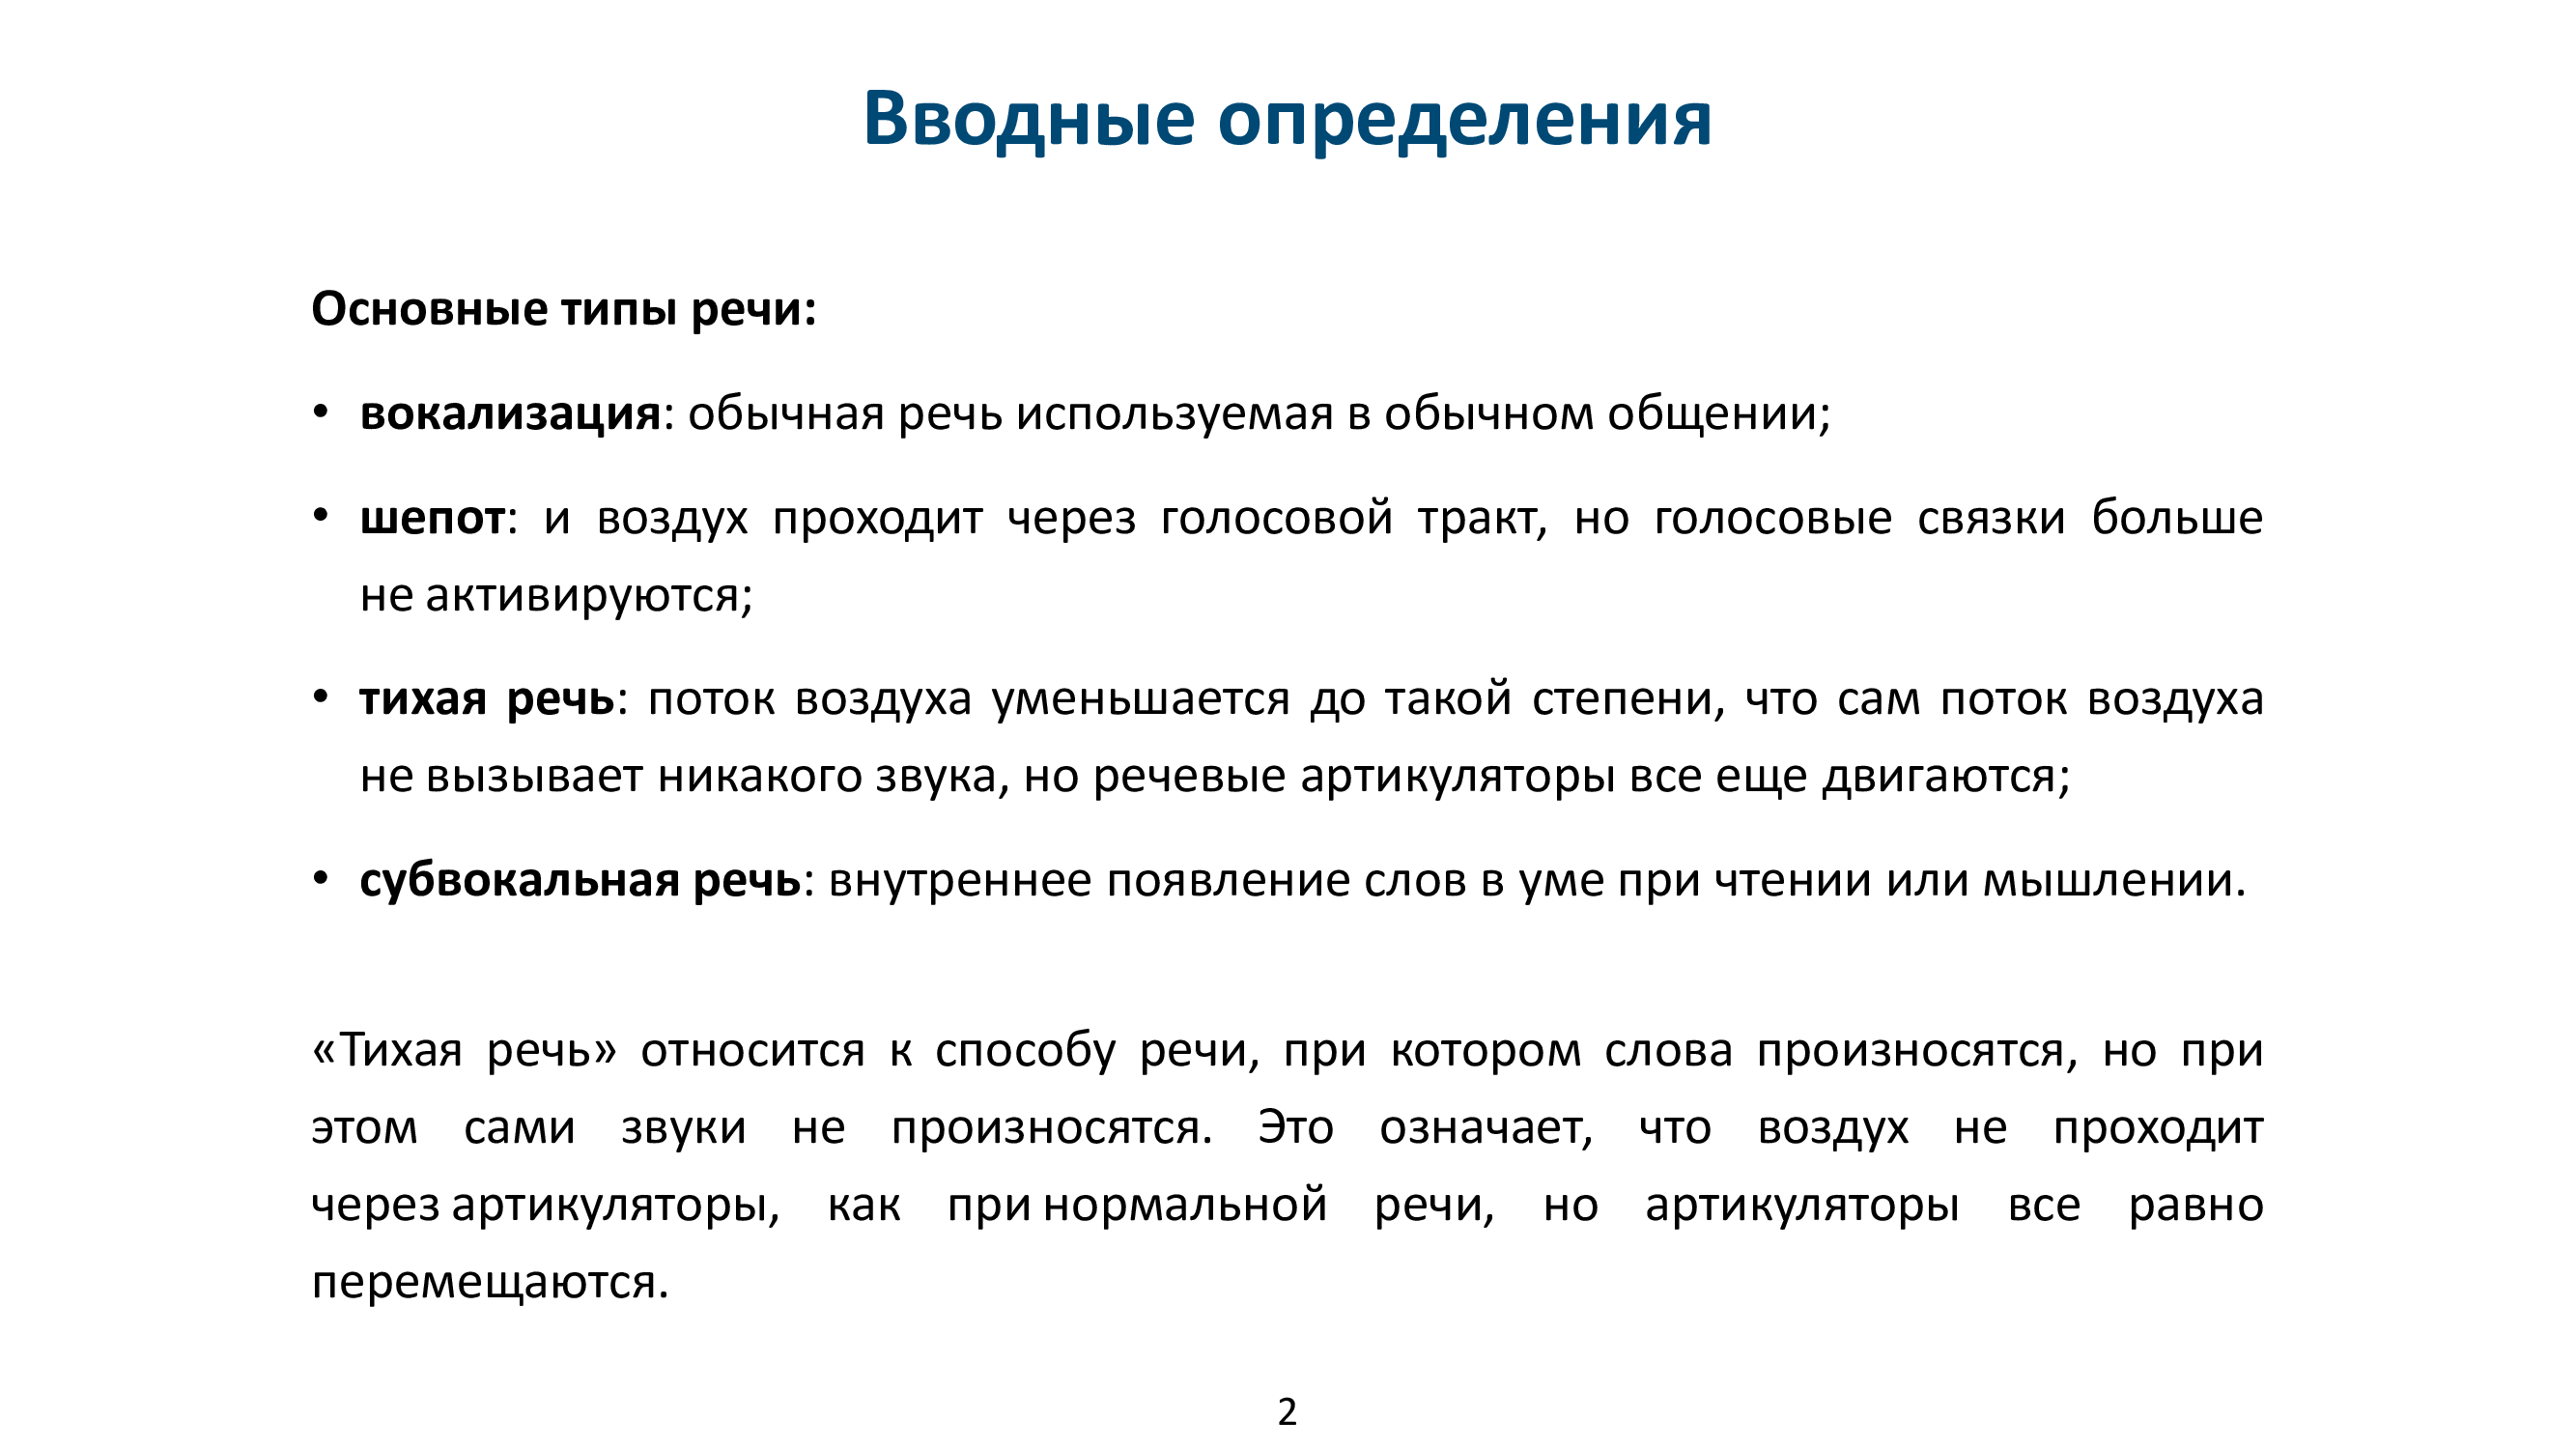 Вводные определения
Основные типы речи:
• вокализация: обычная речь используемая в обычном общении;
• шепот: и воздух проходит через голосовой тракт, но голосовые связки больше
не активируются;
• тихая речь: поток воздуха уменьшается до такой степени, что сам поток воздуха
не вызывает никакого звука, но речевые артикуляторы все еще двигаются;
• субвокальная речь: внутреннее появление слов в уме при чтении или мышлении.
«Тихая речь» относится к способу речи, при котором слова произносятся, но при
этом сами звуки не произносятся. Это означает, что воздух не проходит
через артикуляторы, как при нормальной речи, но артикуляторы все равно
перемещаются.
2